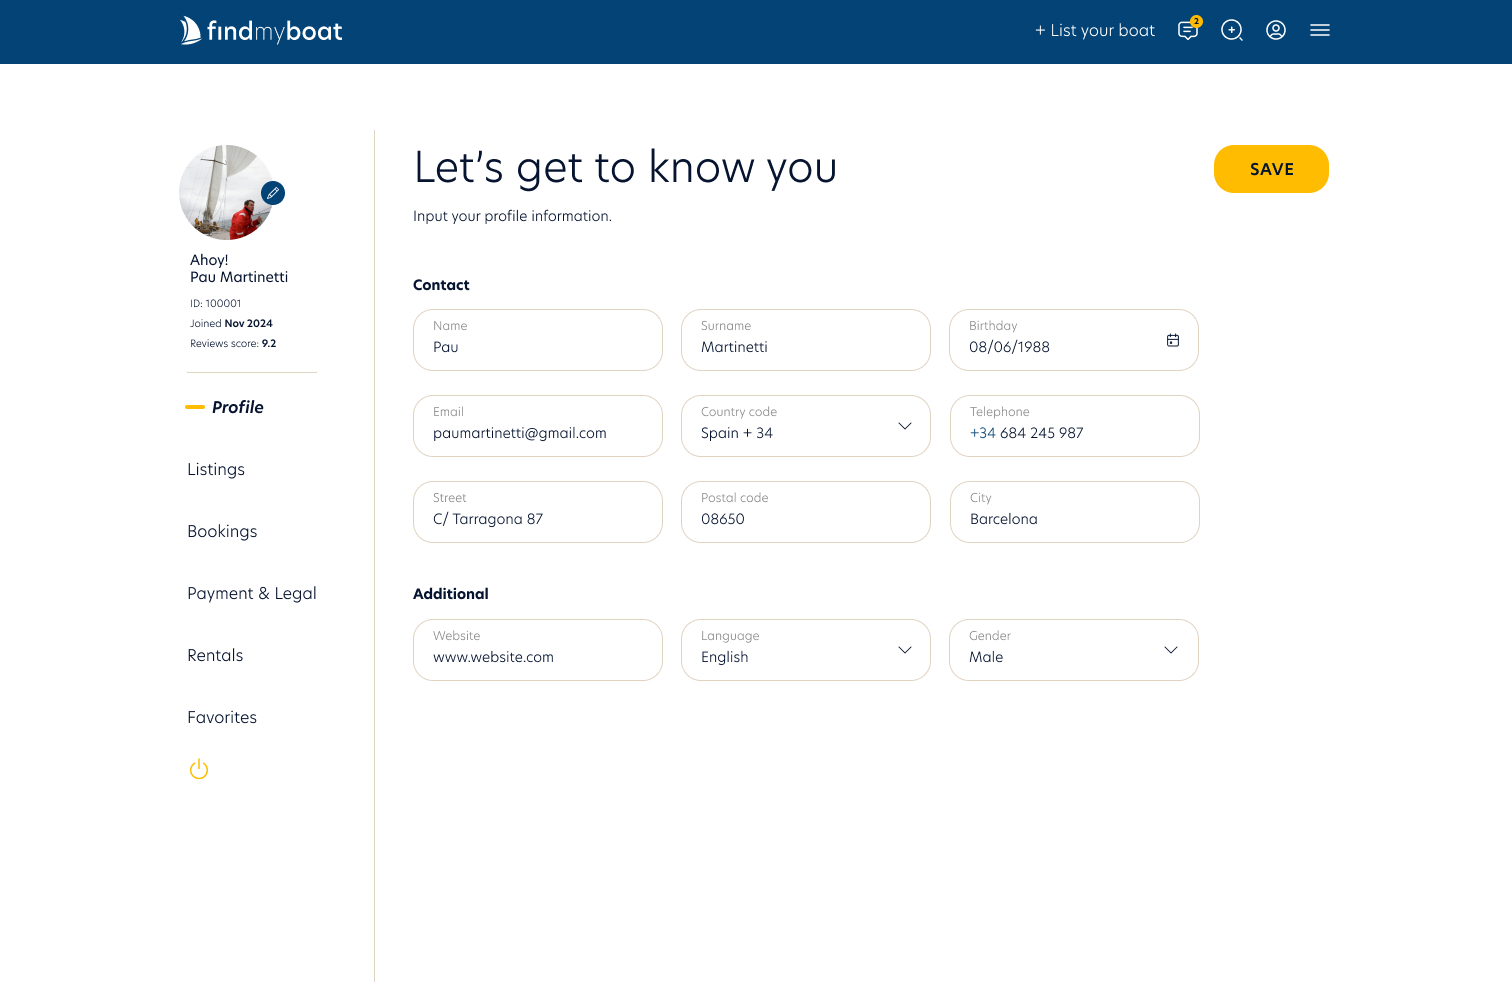 findmyboat
+ List your boat
2
Ahoy!
Pau Martinetti
ID: 100001
Joined Nov 2024
Reviews score: 9.2
Profile
Listings
Bookings
Payment & Legal
Rentals
Favorites
Let's get to know you
SAVE
Input your profile information.
Contact
Name
Pau
Surname
Martinetti
Birthday
08/06/1988
Email
paumartinetti@gmail.com
Country code
Spain + 34
Telephone
+34 684 245 987
Street
C/ Tarragona 87
Postal code
08650
City
Barcelona
Additional
Website
www.website.com
Language
English
Gender
Male